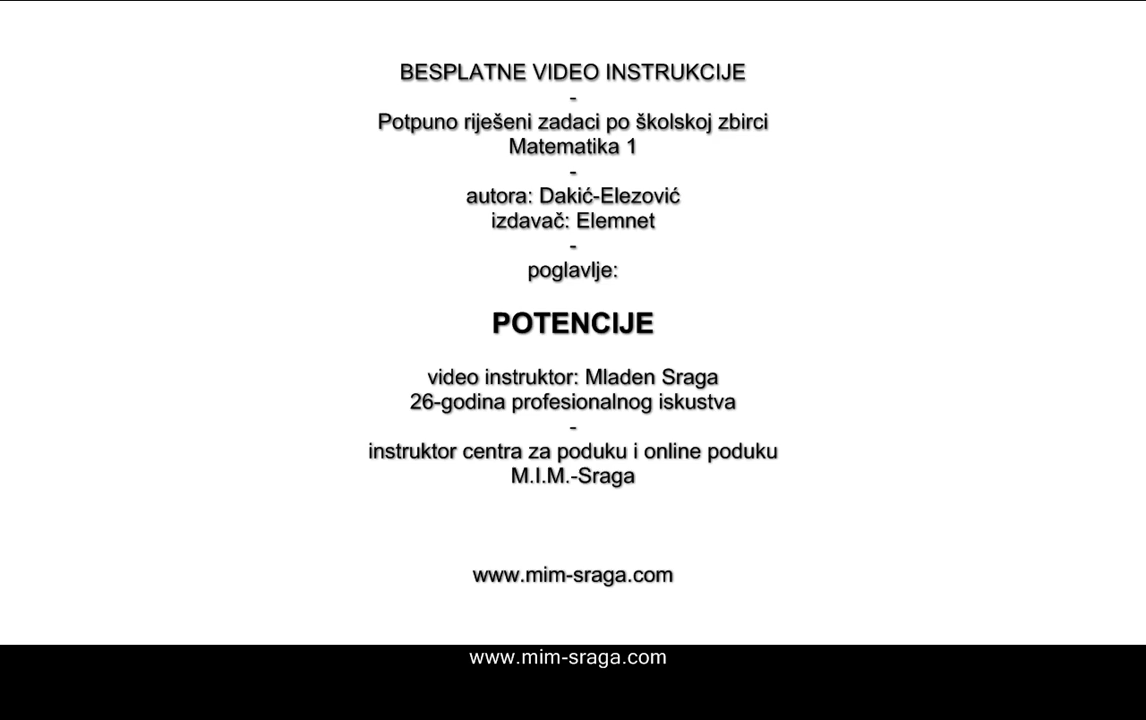 BESPLATNE VIDEO INSTRUKCIJE
-
Potpuno riješeni zadaci po školskoj zbirci
Matematika 1
-
autora: Dakić-Elezović
izdavač: Elemnet
-
poglavlje:
POTENCIJE
video instruktor: Mladen Sraga
26-godina profesionalnog iskustva
-
instruktor centra za poduku i online poduku
M.I.M.-Sraga
www.mim-sraga.com
www.mim-sraga.com